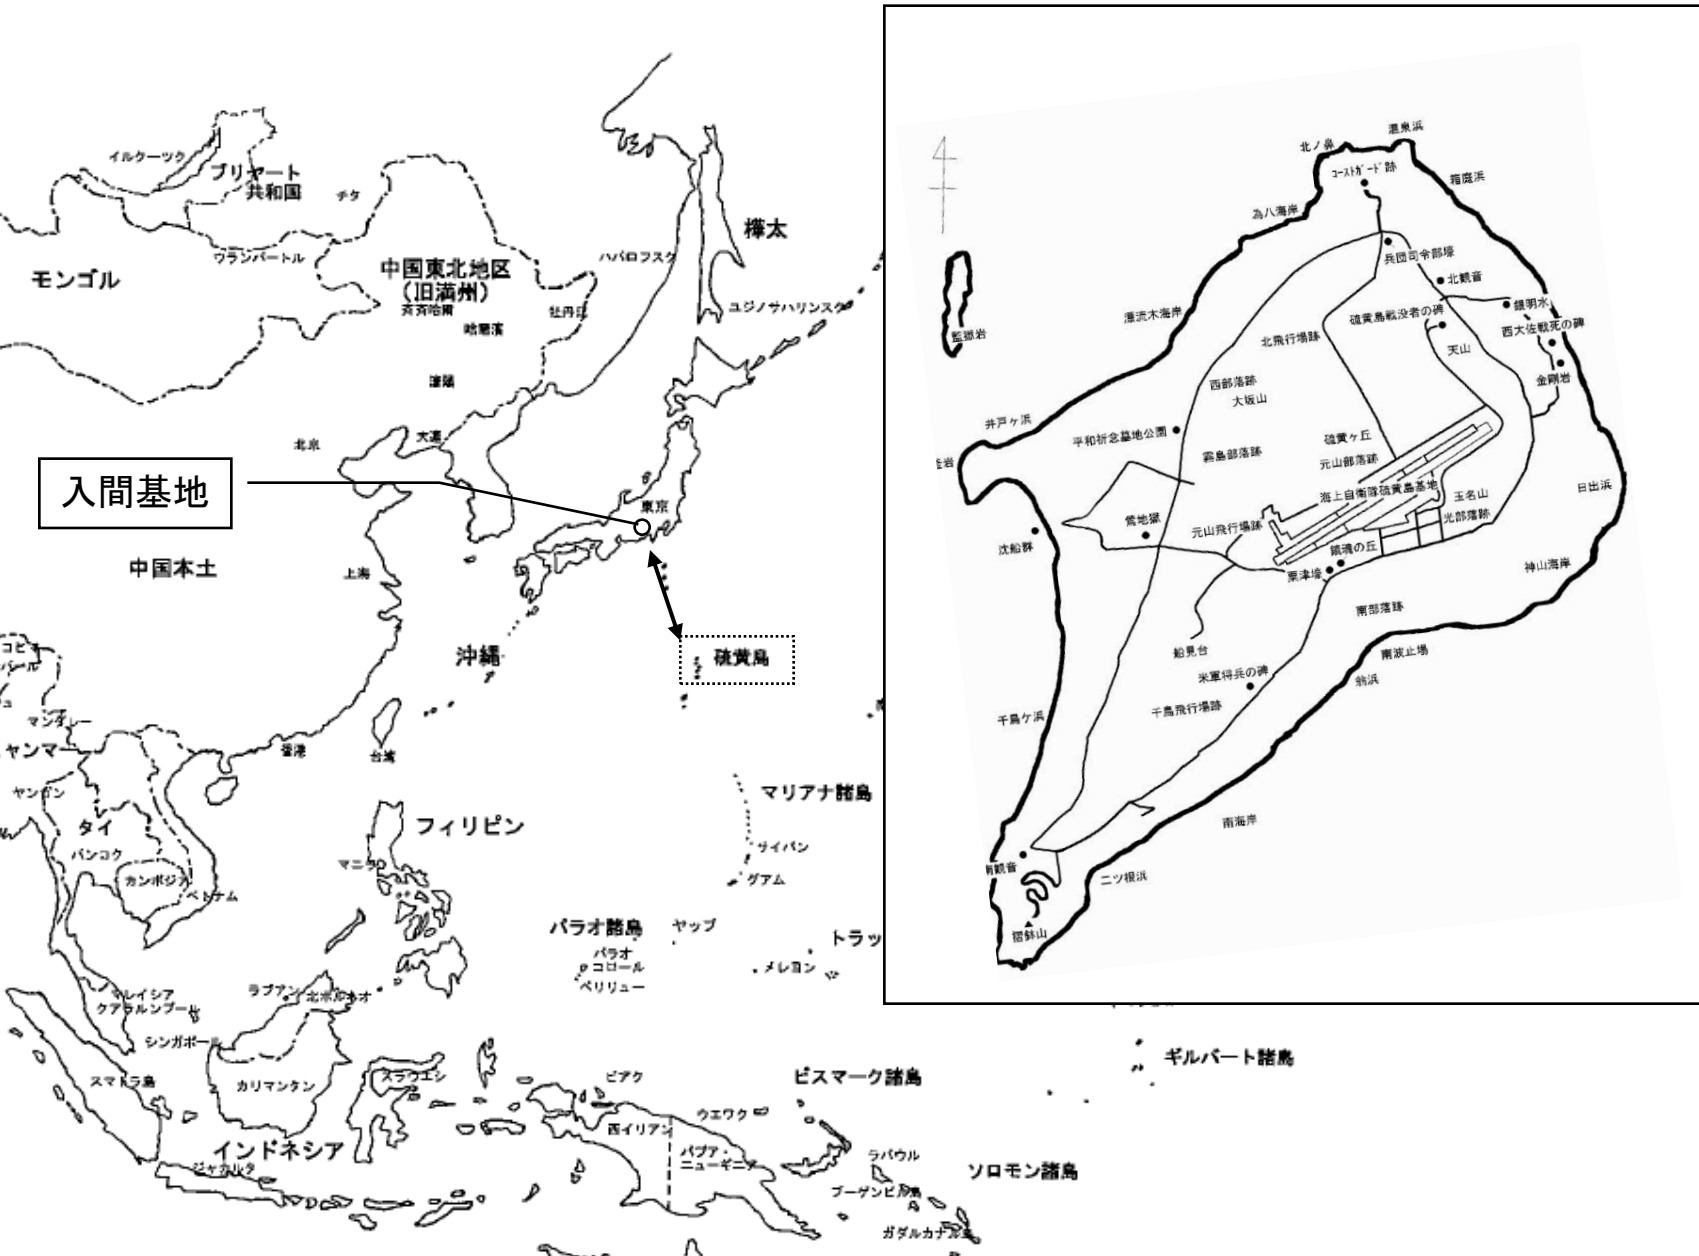 イルクーツク
ブリヤート
共和国
チタ
モンゴル
ウランバートル
中国東北地区
(旧満州)
斉斉哈爾
哈爾濱
牡丹江
瀋陽
ハバロフスク
樺太
ユジノサハリンスク
北京
大連
入間基地
東京
中国本土
上海
沖縄
硫黄島
マンダレー
ヤンマー
ヤンゴン
香港
台湾
タイ
バンコク
カンボジア
ベトナム
フィリピン
マニラ
マリアナ諸島
サイパン
グアム
パラオ諸島
ヤップ
トラッ
パラオ
コロール
ペリリュー
メレヨン
マレイシア
クアラルンプール
ラブアン
北ボルネオ
シンガポール
スマトラ島
カリマンタン
スラウエシ
ビアク
ビスマーク諸島
ギルバート諸島
ウエワク
西イリアン
パプア・
ニューギニア
インドネシア
ジャカルタ
ラバウル
ソロモン諸島
ブーゲンビル島
ガダルカナル島
温泉浜
北ノ鼻
コーストガード跡
箱庭浜
為八海岸
兵団司令部壕
北観音
銀明水
監獄岩
漂流木海岸
硫黄島戦没者の碑
西大佐戦死の碑
北飛行場跡
天山
金剛岩
西部落跡
大坂山
井戸ヶ浜
平和祈念墓地公園
硫黄ヶ丘
釜岩
霧島部落跡
元山部落跡
海上自衛隊硫黄島基地
玉名山
日出浜
光部落跡
鶯地獄
元山飛行場跡
沈船群
鎮魂の丘
栗津壕
神山海岸
南部落跡
船見台
南波止場
米軍将兵の碑
翁浜
千鳥ケ浜
千鳥飛行場跡
南海岸
南観音
二ツ根浜
摺鉢山